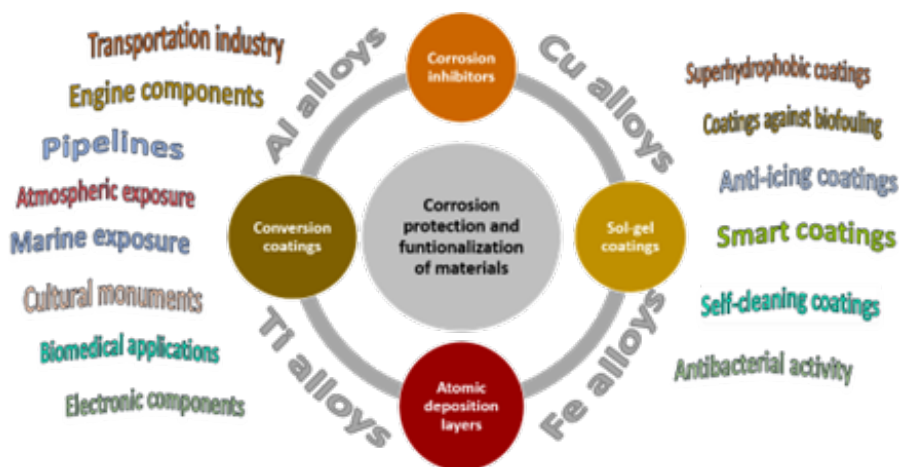 Transportation industry
Engine components
Pipelines
Atmospheric exposure
Marine exposure
Cultural monuments
Biomedical applications
Electronic components
Al alloys
Cu alloys
Ti alloys
Fe alloys
Corrosion
inhibitors
Conversion
coatings
Corrosion
protection and
funtionalization
of materials
Sol-gel
coatings
Atomic
deposition
layers
Superhydrophobic coatings
Coatings against biofouling
Anti-icing coatings
Smart coatings
Self-cleaning coatings
Antibacterial activity